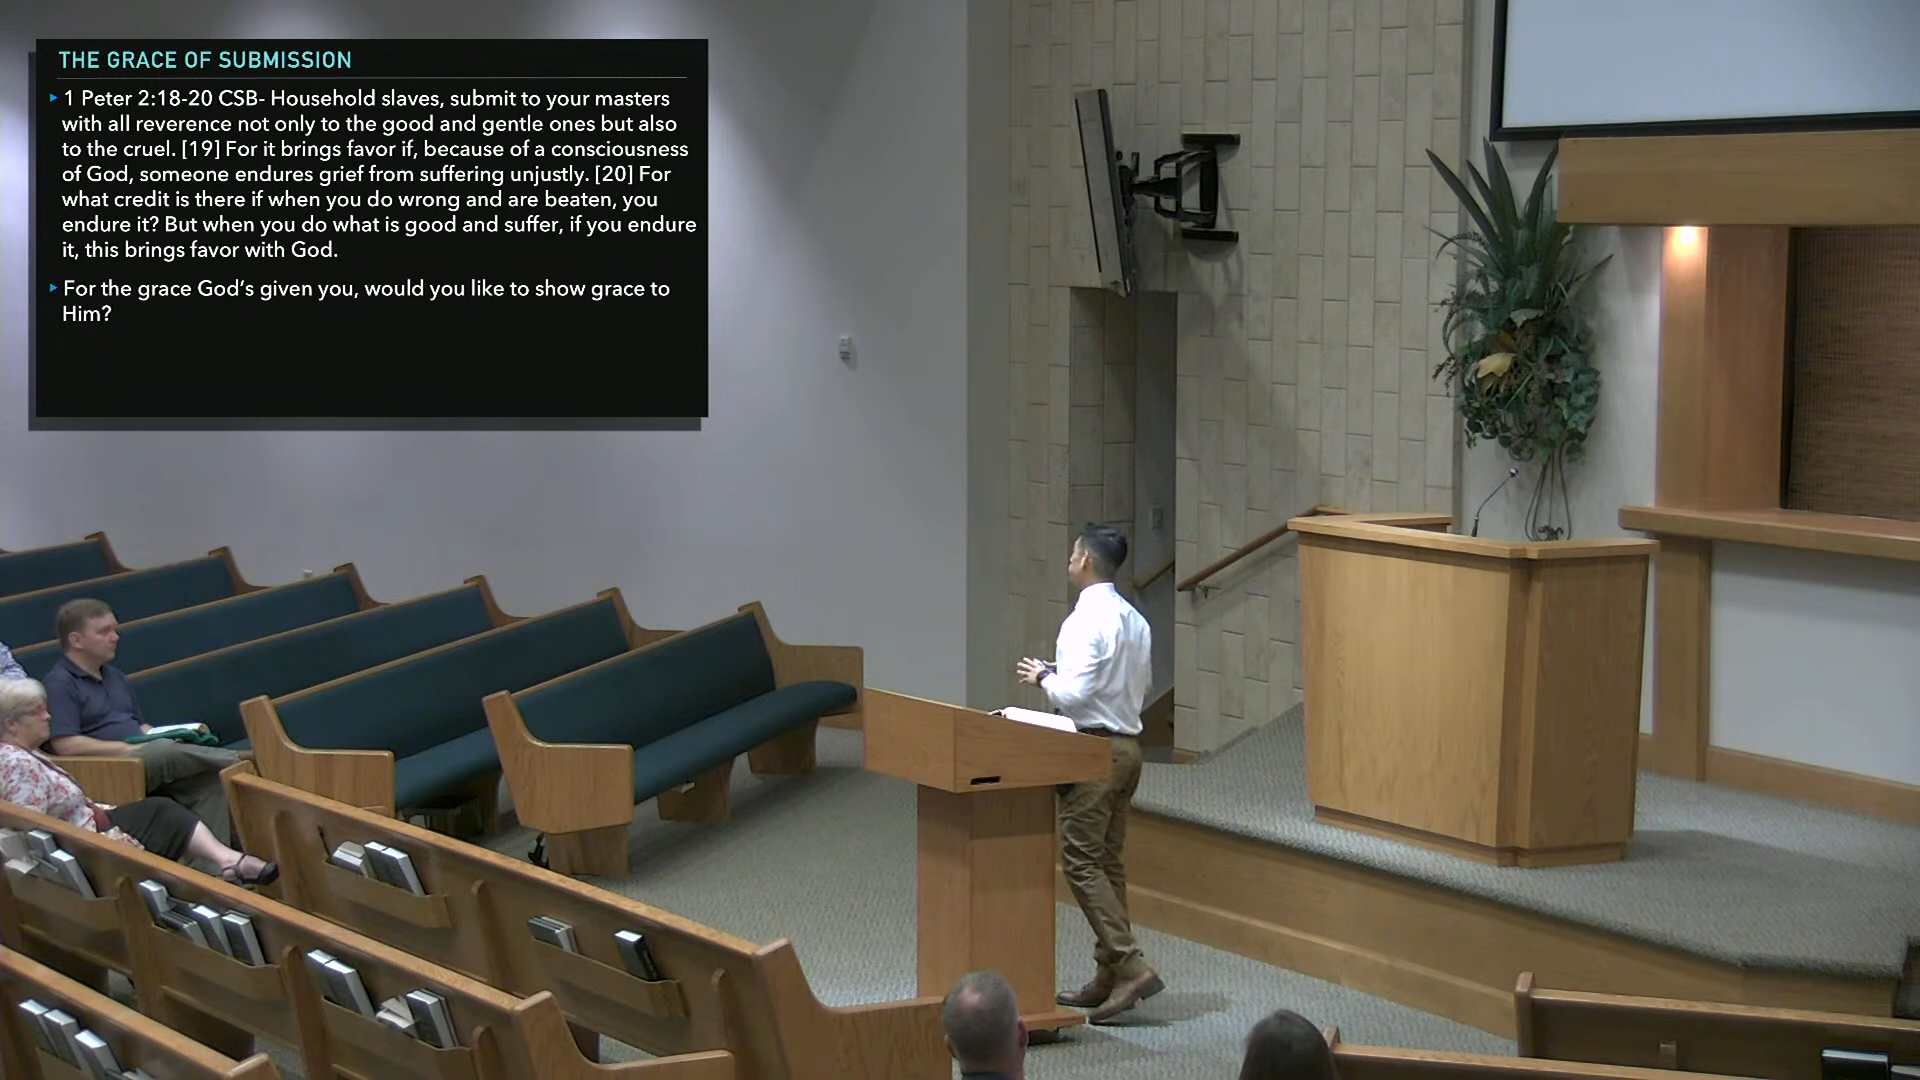 THE GRACE OF SUBMISSION
1 Peter 2:18-20 CSB- Household slaves, submit to your masters
with all reverence not only to the good and gentle ones but also
to the cruel. [19] For it brings favor if, because of a consciousness
of God, someone endures grief from suffering unjustly. [20] For
what credit is there if when you do wrong and are beaten, you
endure it? But when you do what is good and suffer, if you endure
it, this brings favor with God.
For the grace God's given you, would you like to show grace to
Him?